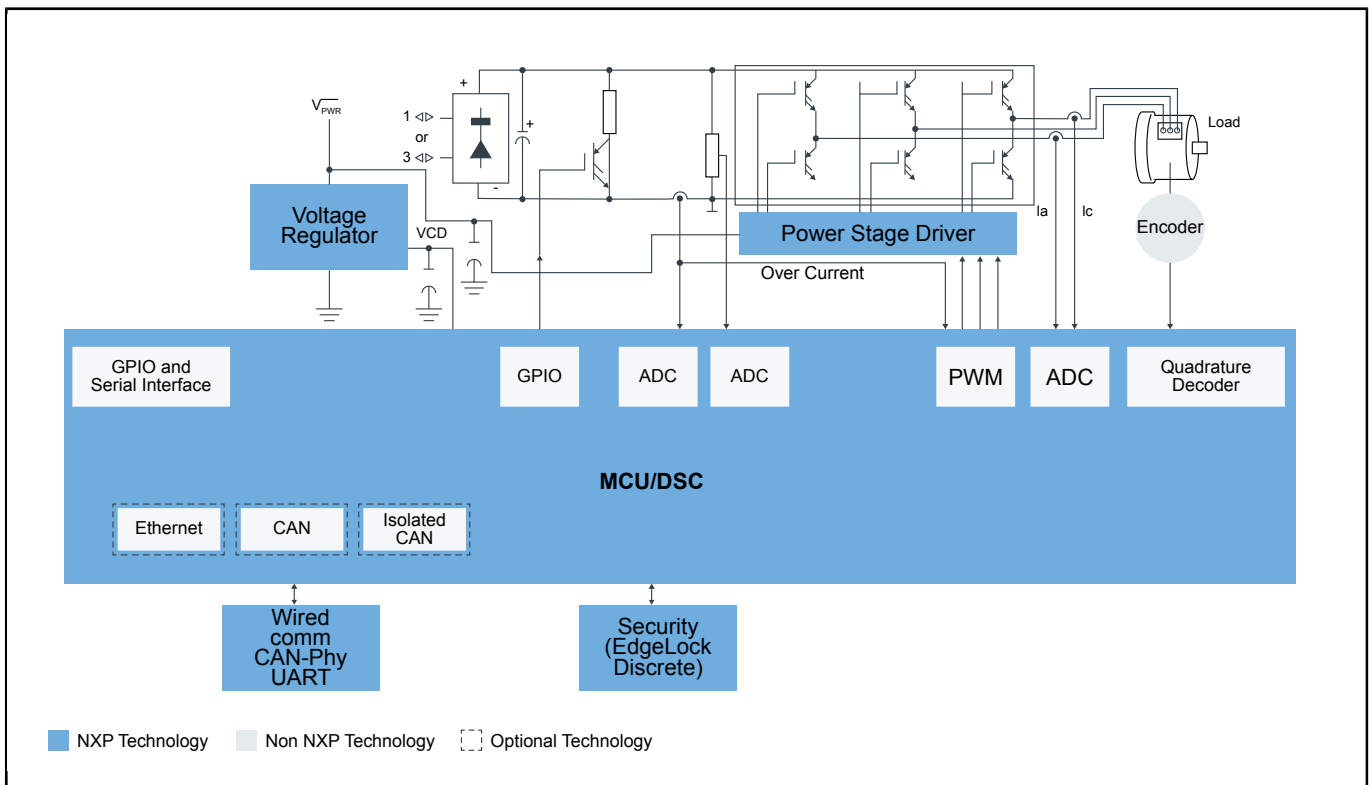 +
V PWR
1
or
3
+
-
Load
Voltage
Regulator
VCD
Power Stage Driver
Ia
Ic
Encoder
Over Current
GPIO and
Serial Interface
GPIO
ADC
ADC
PWM
ADC
Quadrature
Decoder
MCU/DSC
Ethernet
CAN
Isolated
CAN
Wired
comm
CAN-Phy
UART
Security
(EdgeLock
Discrete)
NXP Technology
Non NXP Technology
Optional Technology